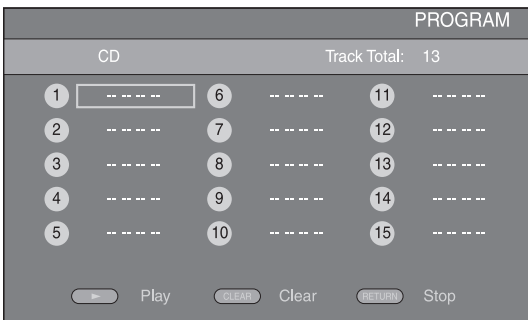 PROGRAM
CD Track Total: 13
1 -- -- -- -- 6 -- -- -- -- 11 -- -- -- --
2 -- -- -- -- 7 -- -- -- -- 12 -- -- -- --
3 -- -- -- -- 8 -- -- -- -- 13 -- -- -- --
4 -- -- -- -- 9 -- -- -- -- 14 -- -- -- --
5 -- -- -- -- 10 -- -- -- -- 15 -- -- -- --
Play CLEAR Clear RETURN Stop